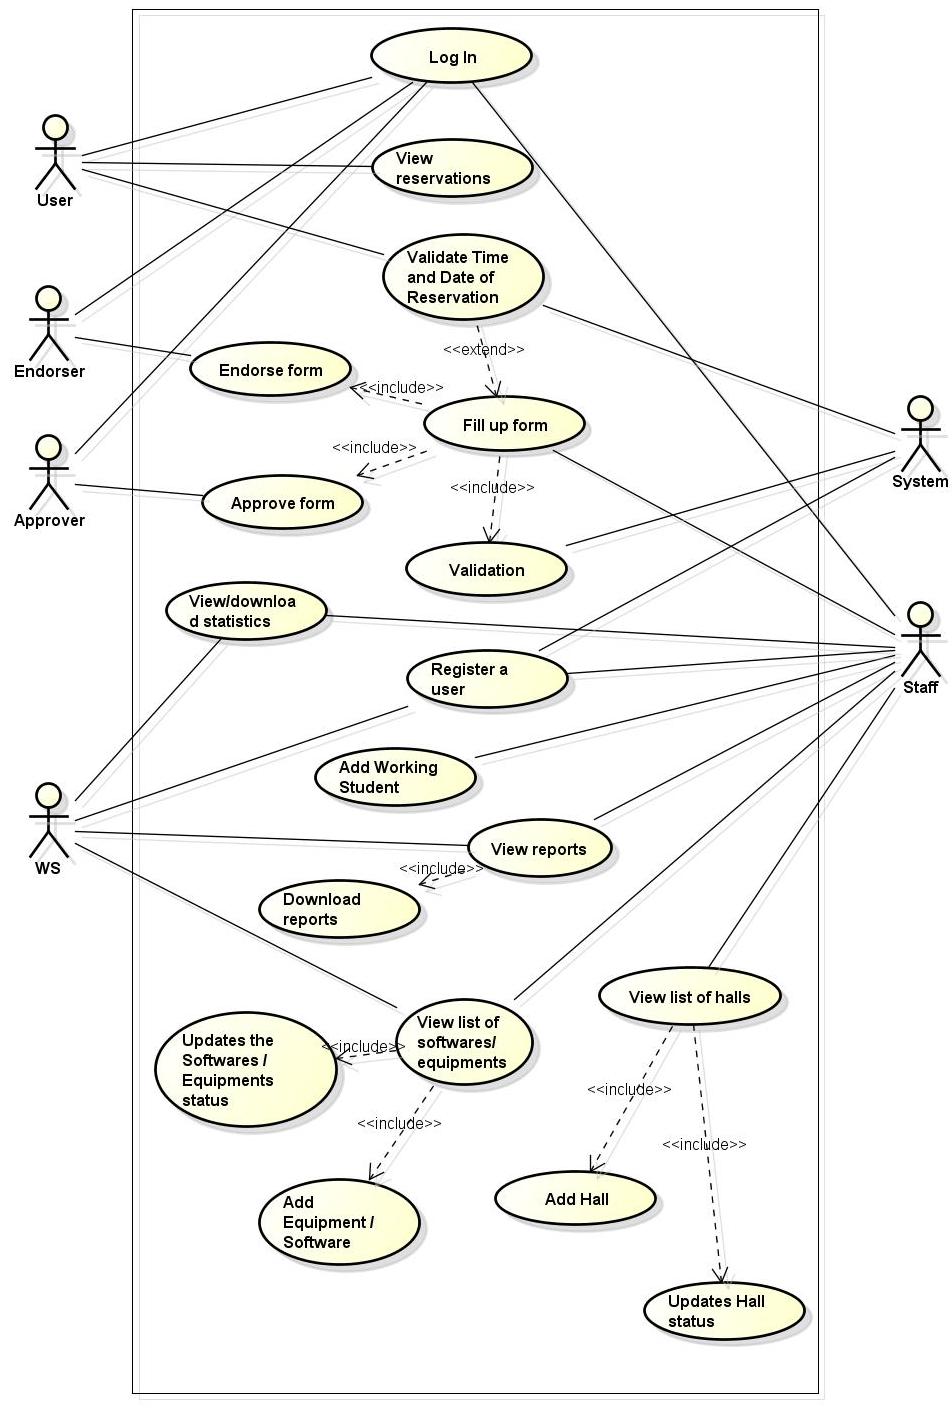 Log In
User
View
reservations
Validate Time
and Date of
Reservation
Endorser
<<extend>>
Endorse form
<<include>>
Fill up form
System
Approver
<<include>>
Approve form
<<include>>
Validation
View/downloa
d statistics
Staff
Register a
user
Add Working
Student
WS
View reports
<<include>>
Download
reports
View list of halls
View list of
softwares/
equipments
<<include>>
Updates the
Softwares /
Equipments
status
<<include>>
<<include>>
<<include>>
Add
Equipment /
Software
Add Hall
Updates Hall
status